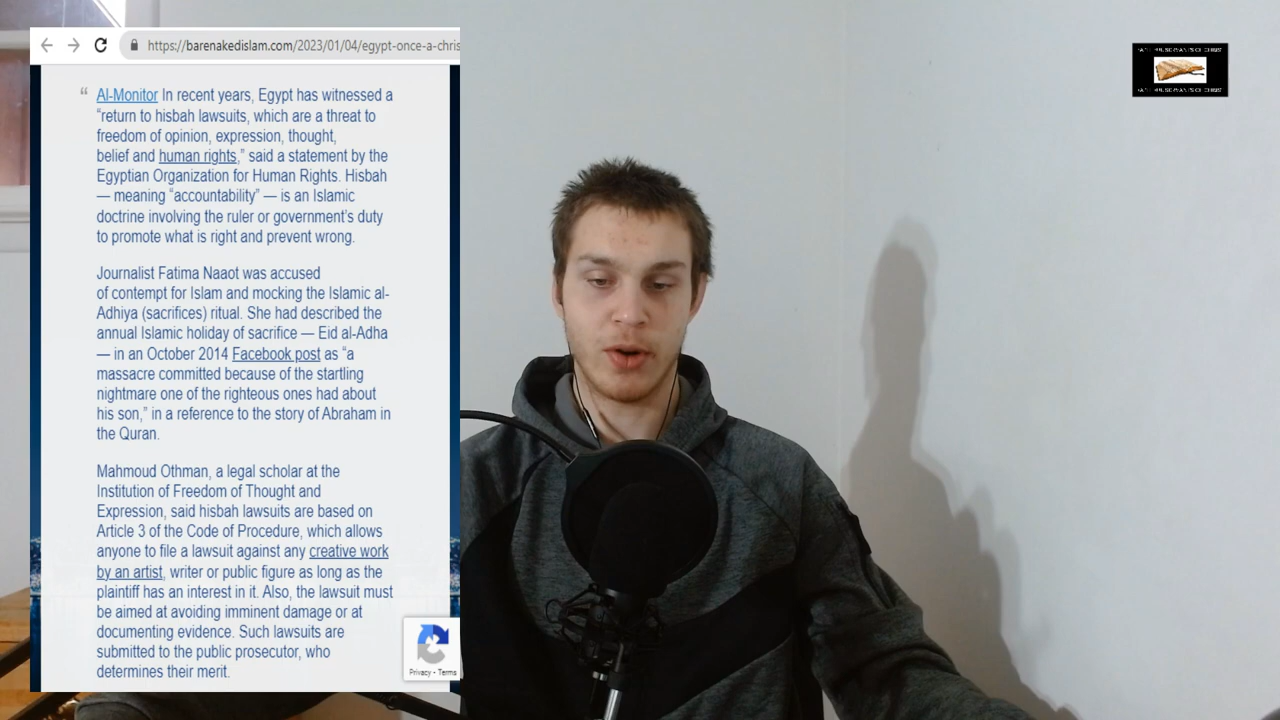 https://barenakedislam.com/2023/01/04/egypt-once-a-chris
“ Al-Monitor In recent years, Egypt has witnessed a
“return to hisbah lawsuits, which are a threat to
freedom of opinion, expression, thought,
belief and human rights,” said a statement by the
Egyptian Organization for Human Rights. Hisbah
— meaning “accountability” — is an Islamic
doctrine involving the ruler or government’s duty
to promote what is right and prevent wrong.
Journalist Fatima Naaot was accused
of contempt for Islam and mocking the Islamic al-
Adhiya (sacrifices) ritual. She had described the
annual Islamic holiday of sacrifice — Eid al-Adha
— in an October 2014 Facebook post as “a
massacre committed because of the startling
nightmare one of the righteous ones had about
his son,” in a reference to the story of Abraham in
the Quran.
Mahmoud Othman, a legal scholar at the
Institution of Freedom of Thought and
Expression, said hisbah lawsuits are based on
Article 3 of the Code of Procedure, which allows
anyone to file a lawsuit against any creative work
by an artist, writer or public figure as long as the
plaintiff has an interest in it. Also, the lawsuit must
be aimed at avoiding imminent damage or at
documenting evidence. Such lawsuits are
submitted to the public prosecutor, who
determines their merit.
Privacy - Terms